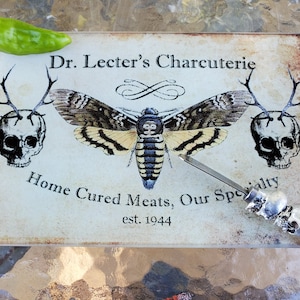 Dr. Lecter's Charcuterie
Home Cured Meats, Our Specialty
est. 1944